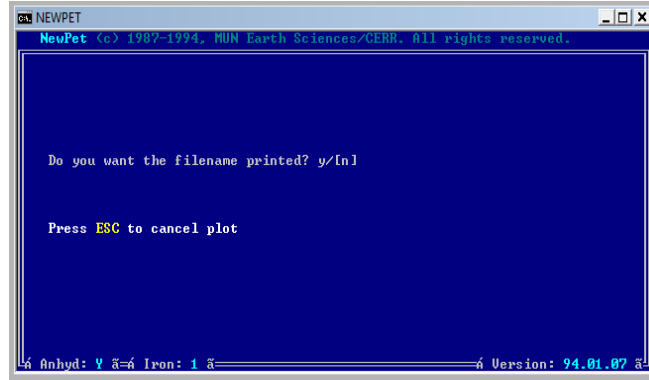 NEWPET
NewPet (c) 1987-1994, MUN Earth Sciences/CERR. All rights reserved.
Do you want the filename printed? y/[n]
Press ESC to cancel plot
á Anhyd: Y ã=á Iron: 1 ã
á Version: 94.01.07 ã